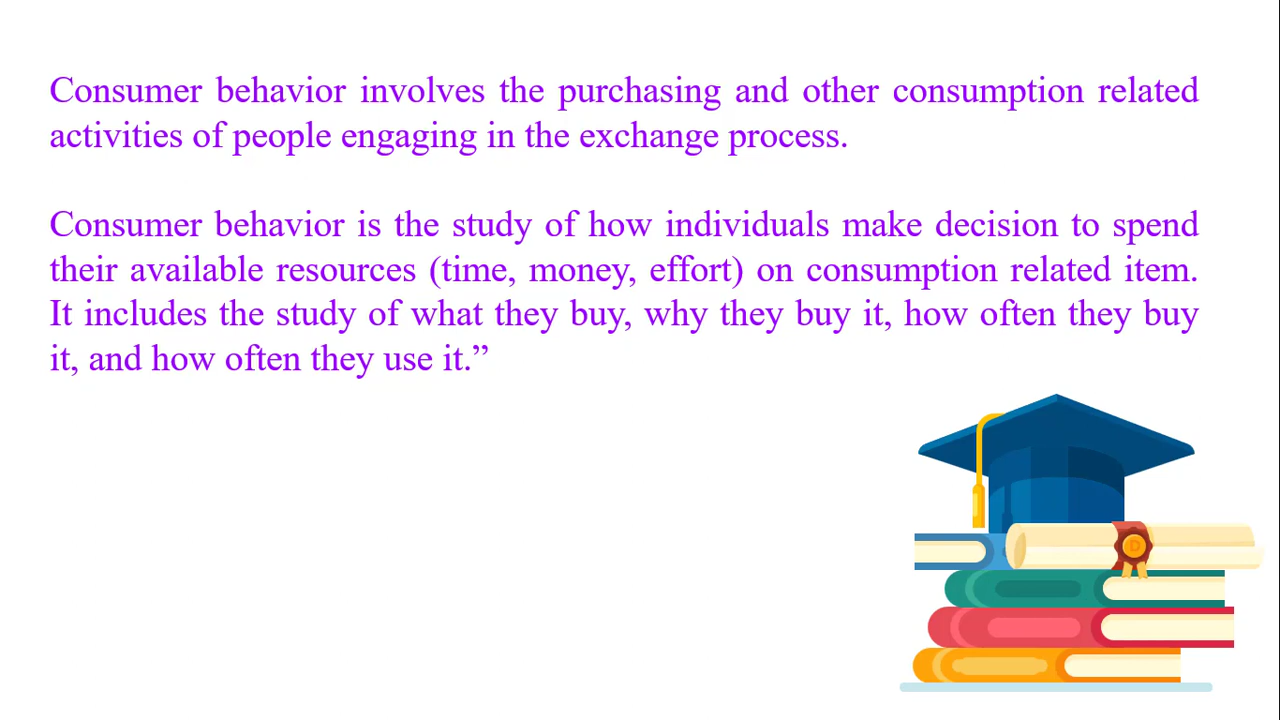 Consumer behavior involves the purchasing and other consumption related
activities of people engaging in the exchange process.
Consumer behavior is the study of how individuals make decision to spend
their available resources (time, money, effort) on consumption related item.
It includes the study of what they buy, why they buy it, how often they buy
it, and how often they use it.”
D